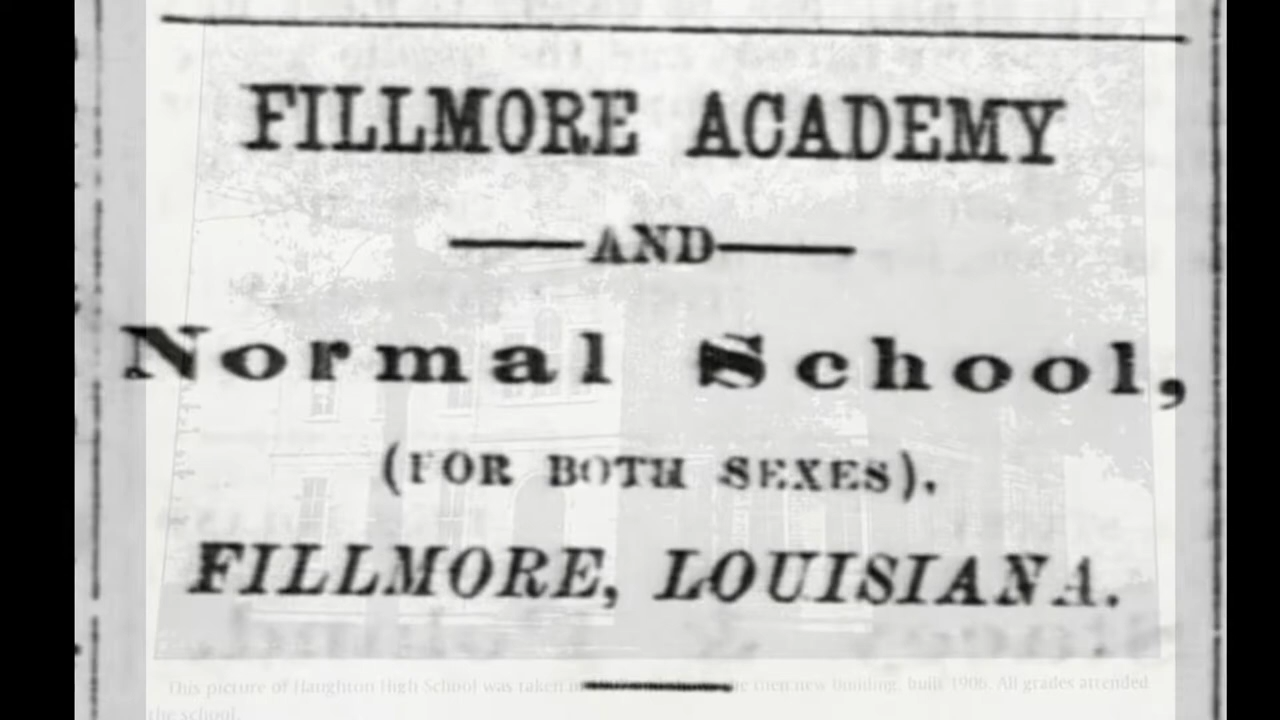 FILLMORE ACADEMY
AND
Normal School,
(FOR BOTH SEXES),
FILLMORE, LOUISIANA.
This picture of Haughton High School was taken in the then new building, built 1906. All grades attended
the school.